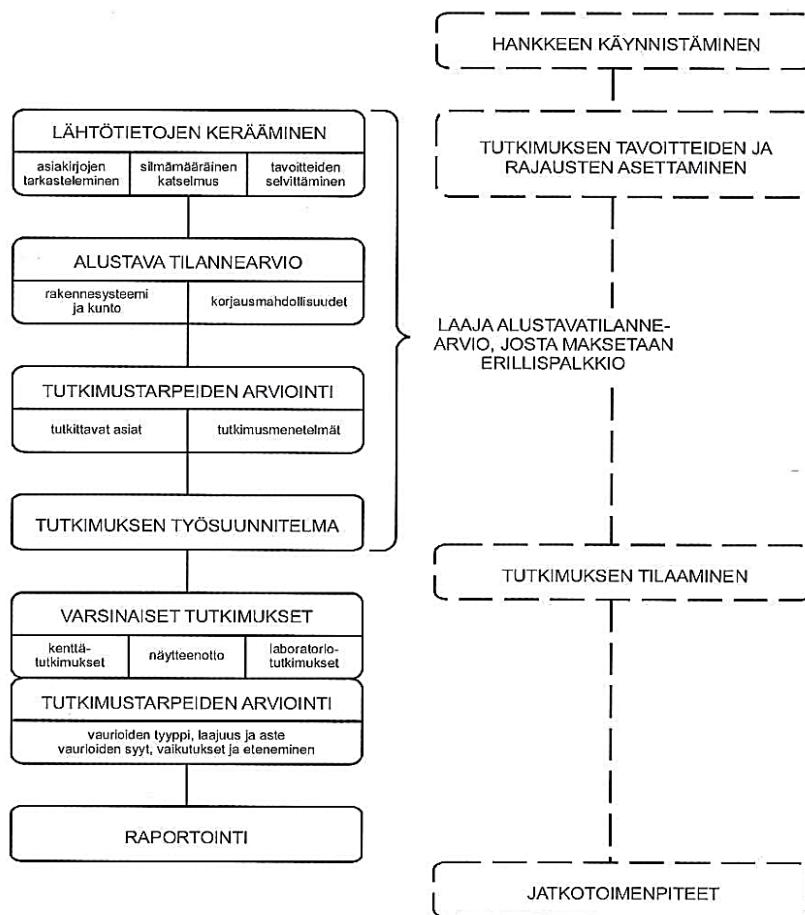 HANKKEEN KÄYNNISTÄMINEN
LÄHTÖTIETOJEN KERÄÄMINEN
asiakirjojen
tarkasteleminen
silmämääräinen
katselmus
tavoitteiden
selvittäminen
TUTKIMUKSEN TAVOITTEIDEN JA
RAJAUSTEN ASETTAMINEN
ALUSTAVA TILANNEARVIO
rakennesysteemi
ja kunto
korjausmahdollisuudet
LAAJA ALUSTAVATILANNE-
ARVIO, JOSTA MAKSETAAN
ERILLISPALKKIO
TUTKIMUSTARPEIDEN ARVIOINTI
tutkittavat asiat
tutkimusmenetelmät
TUTKIMUKSEN TYÖSUUNNITELMA
TUTKIMUKSEN TILAAMINEN
VARSINAISET TUTKIMUKSET
kenttä-
tutkimukset
näytteenotto
laboratorio-
tutkimukset
TUTKIMUSTARPEIDEN ARVIOINTI
vaurioiden tyyppi, laajuus ja aste
vaurioiden syyt, vaikutukset ja eteneminen
RAPORTOINTI
JATKOTOIMENPITEET